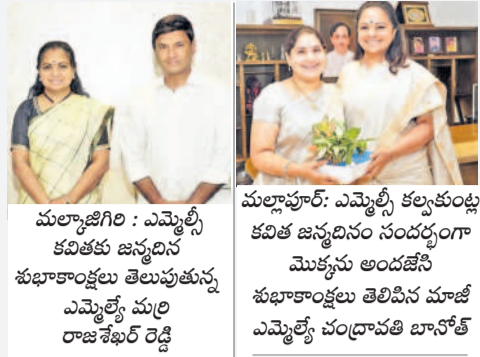 మల్కాజిగిరి : ఎమ్మెల్సీ
కవితకు జన్మదిన
శుభాకాంక్షలు తెలుపుతున్న
ఎమ్మెల్యే మర్రి
రాజశేఖర్ రెడ్డి
మల్లాపూర్: ఎమ్మెల్సీ కల్వకుంట్ల
కవిత జన్మదినం సందర్భంగా
మొక్కను అందజేసి
శుభాకాంక్షలు తెలిపిన మాజీ
ఎమ్మెల్యే చంద్రావతి బానోత్